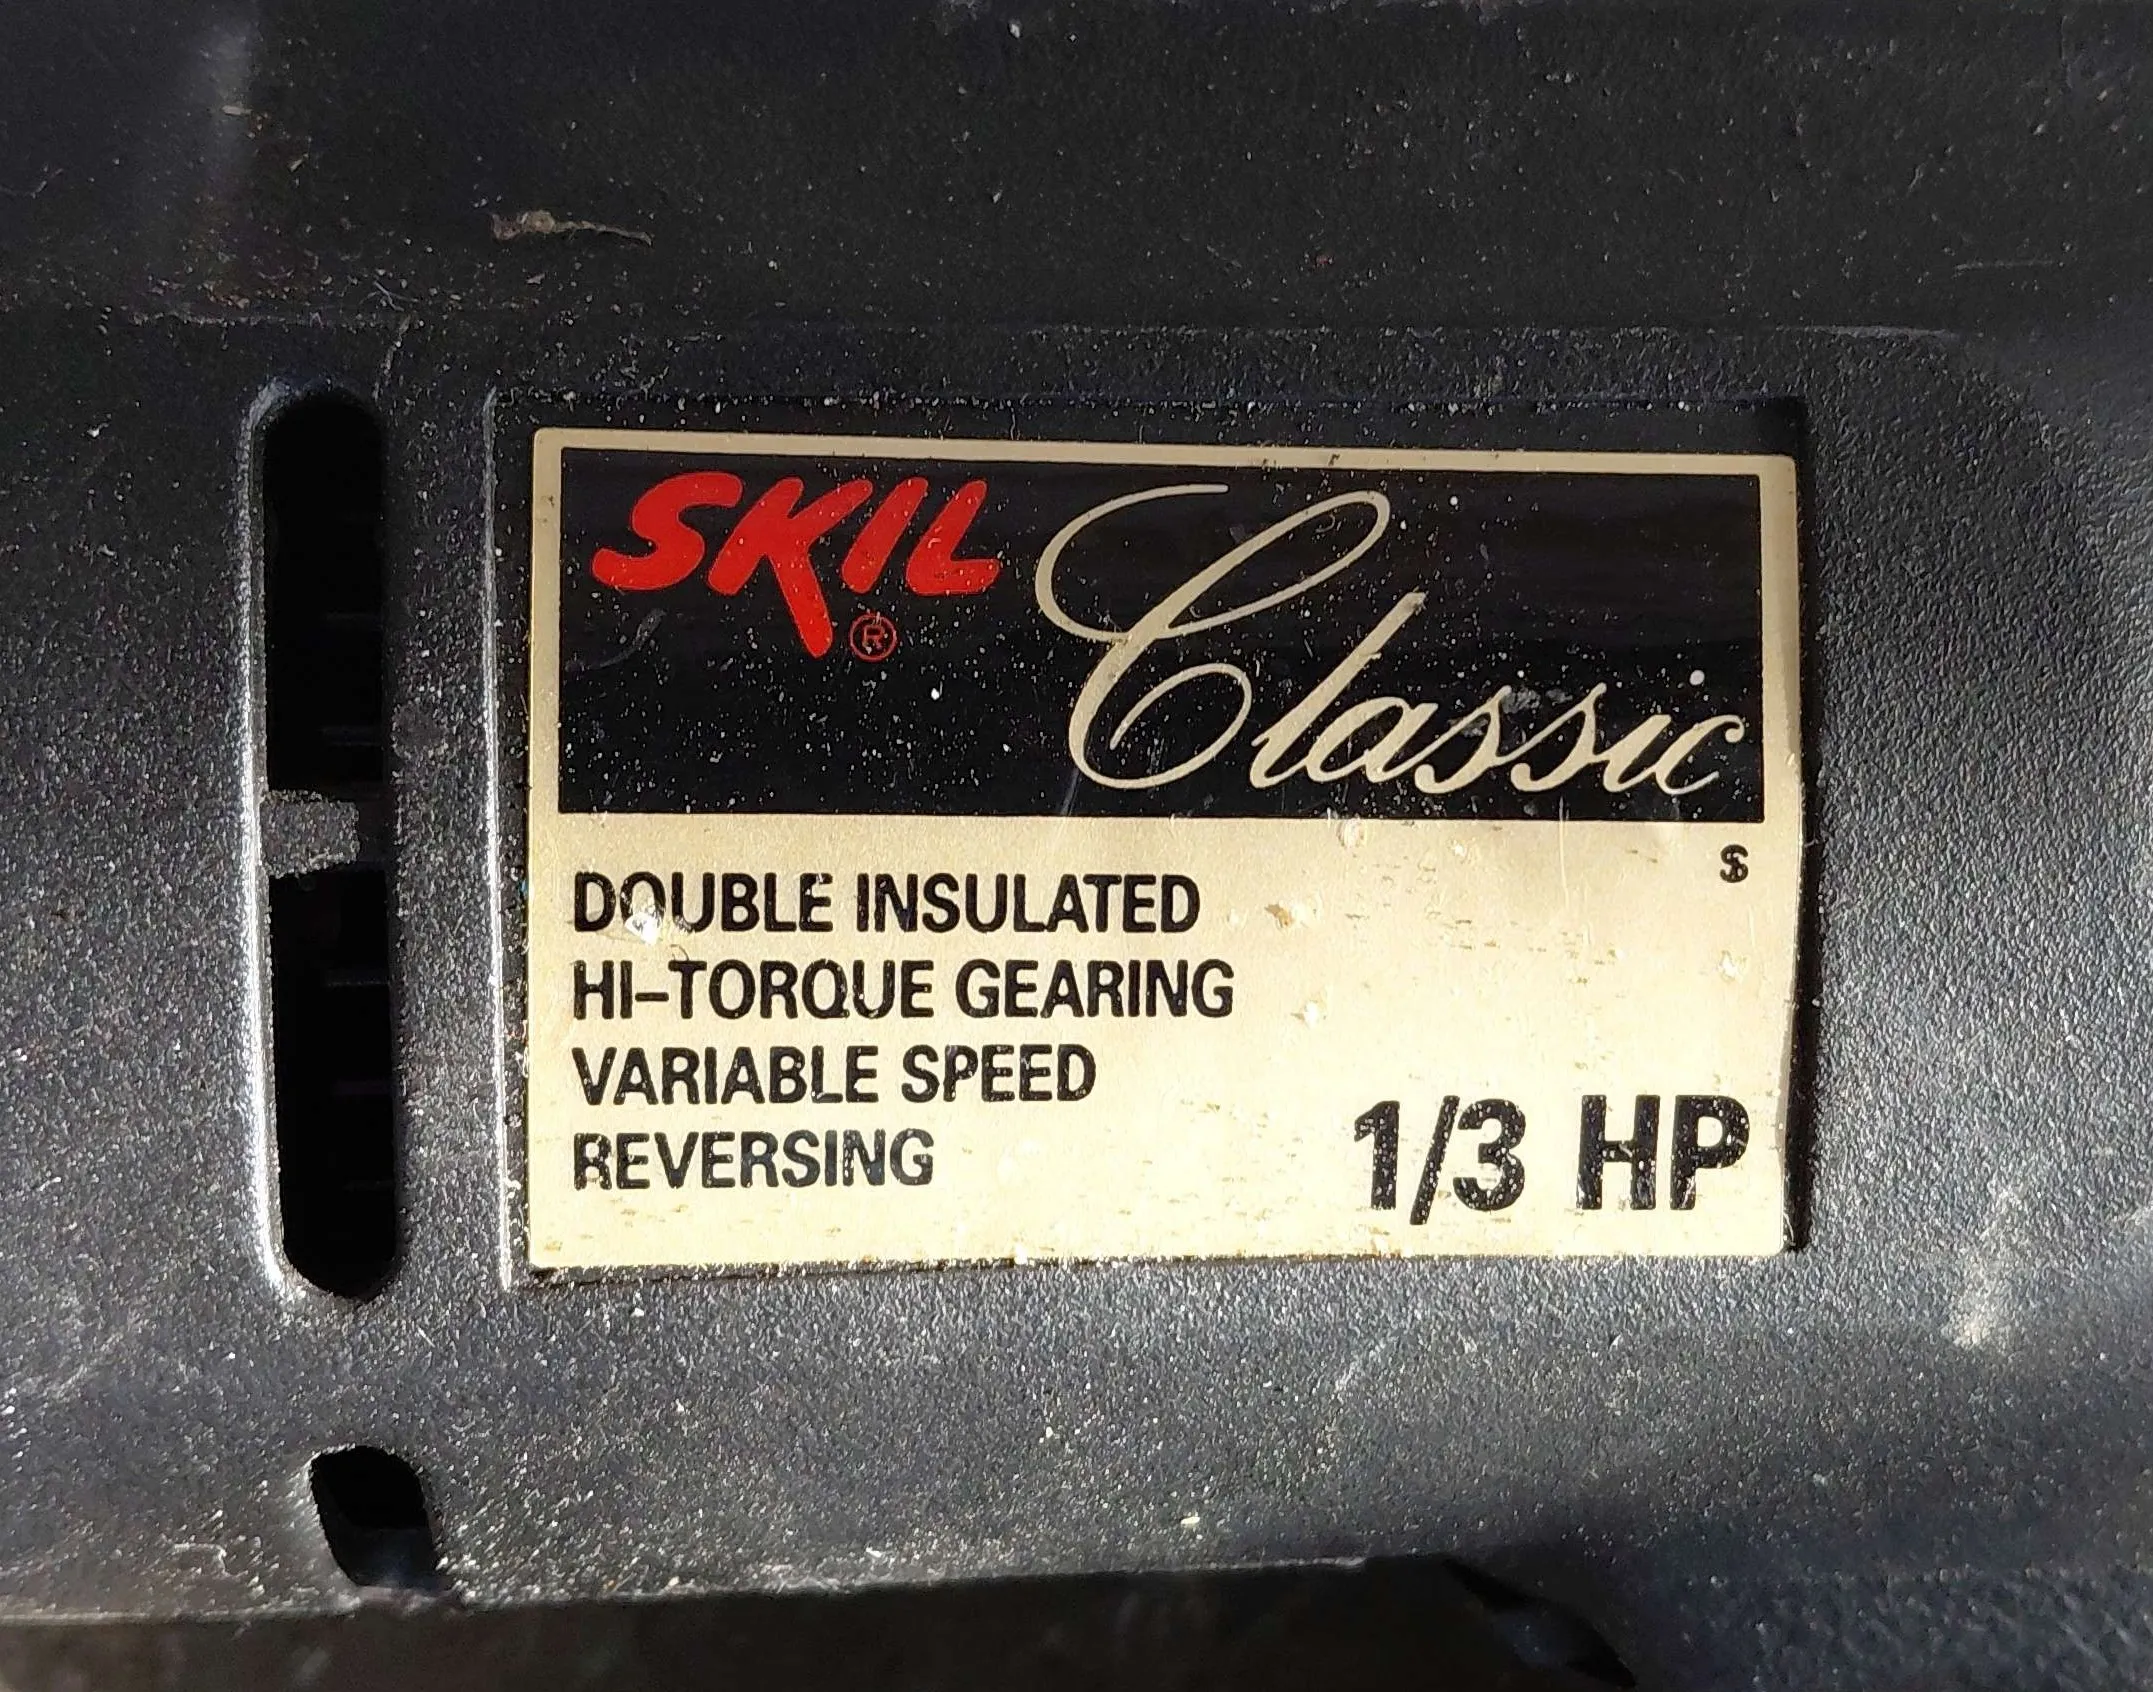 SKIL® Classic
S
DOUBLE INSULATED
HI-TORQUE GEARING
VARIABLE SPEED
REVERSING
1/3 HP